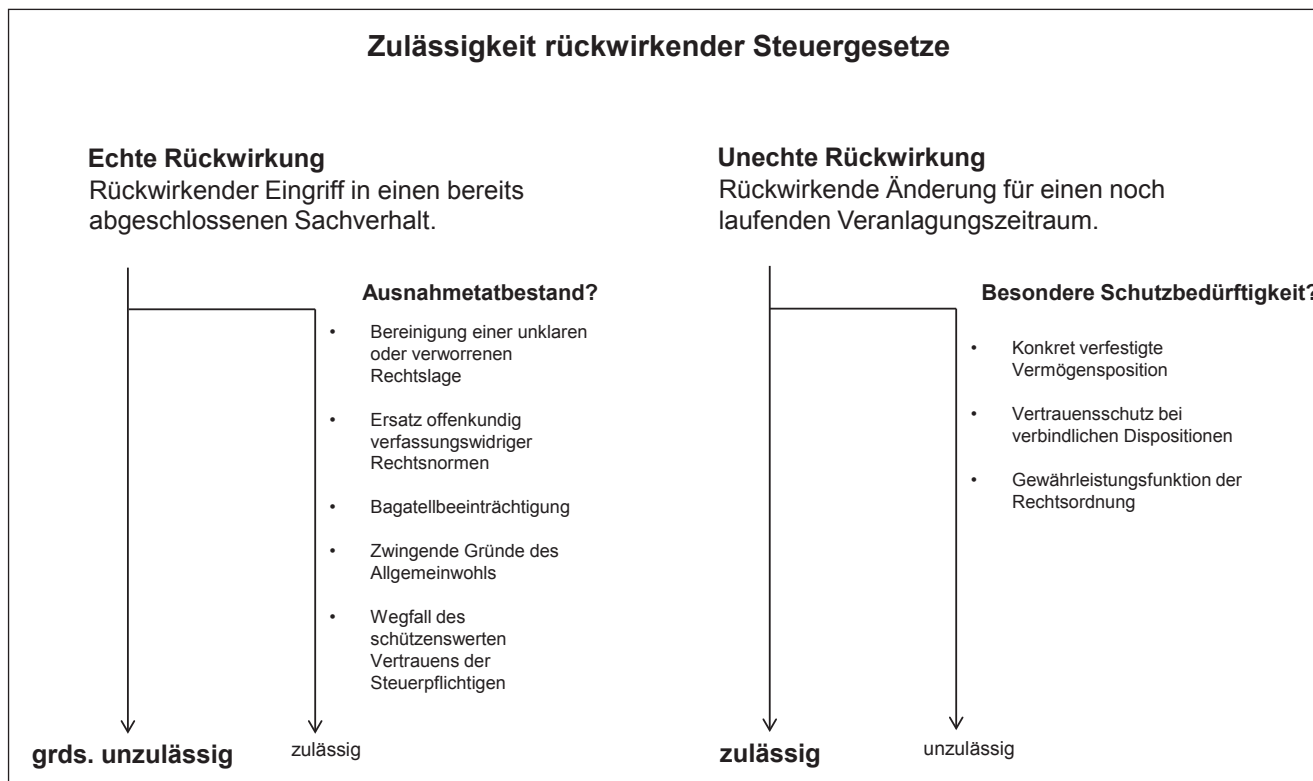 Zulässigkeit rückwirkender Steuergesetze
Echte Rückwirkung
Rückwirkender Eingriff in einen bereits
abgeschlossenen Sachverhalt.
Ausnahmetatbestand?
• Bereinigung einer unklaren
oder verworrenen
Rechtslage
• Ersatz offenkundig
verfassungswidriger
Rechtsnormen
• Bagatellbeeinträchtigung
• Zwingende Gründe des
Allgemeinwohls
• Wegfall des
schützenswerten
Vertrauens der
Steuerpflichtigen
grds. unzulässig
zulässig
Unechte Rückwirkung
Rückwirkende Änderung für einen noch
laufenden Veranlagungszeitraum.
Besondere Schutzbedürftigkeit?
• Konkret verfestigte
Vermögensposition
• Vertrauensschutz bei
verbindlichen Dispositionen
• Gewährleistungsfunktion der
Rechtsordnung
zulässig
unzulässig